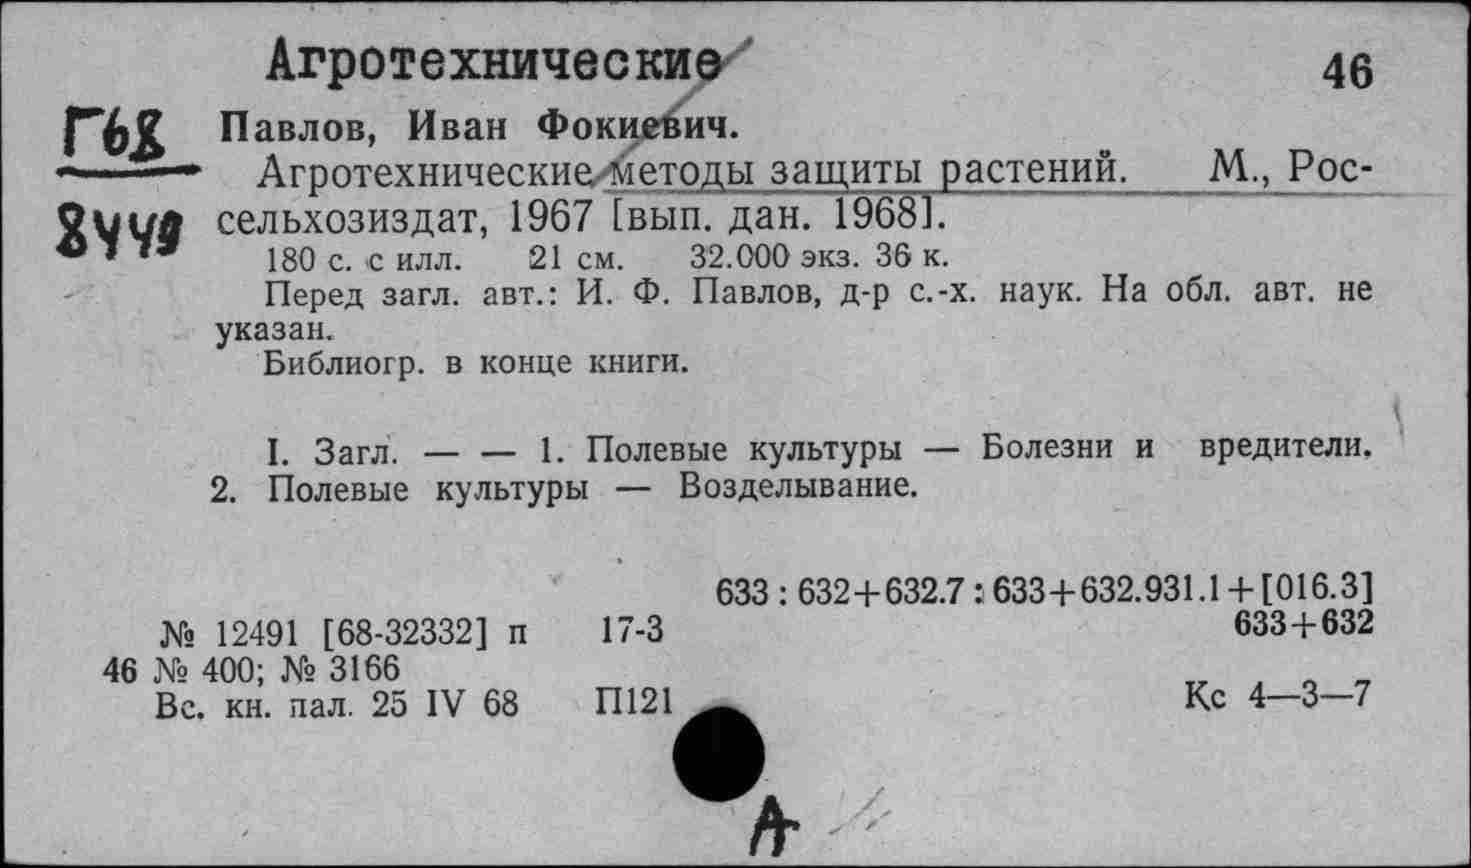 Агротехнические
46
Г68
8449
Павлов, Иван Фокиевич.
Агротехнические методы защиты растений. М., Рос-
сельхозиздат, 1967 [вып. дан. 1968].
180 с. с илл. 21 см. 32.000 экз. 36 к.
Перед загл. авт.: И. Ф. Павлов, д-р с.-х. наук. На обл. авт. не
указан.
Библиогр. в конце книги.
I. Загл. — — 1. Полевые культуры — Болезни и вредители.
2. Полевые культуры — Возделывание.
633 : 632+632.7 : 633+632.931.1+[016.3]
633+632
№ 12491 [68-32332] п 17-3
46 № 400; № 3166
Вс. кн. пал. 25 IV 68 П121
Кс 4—3—7
А